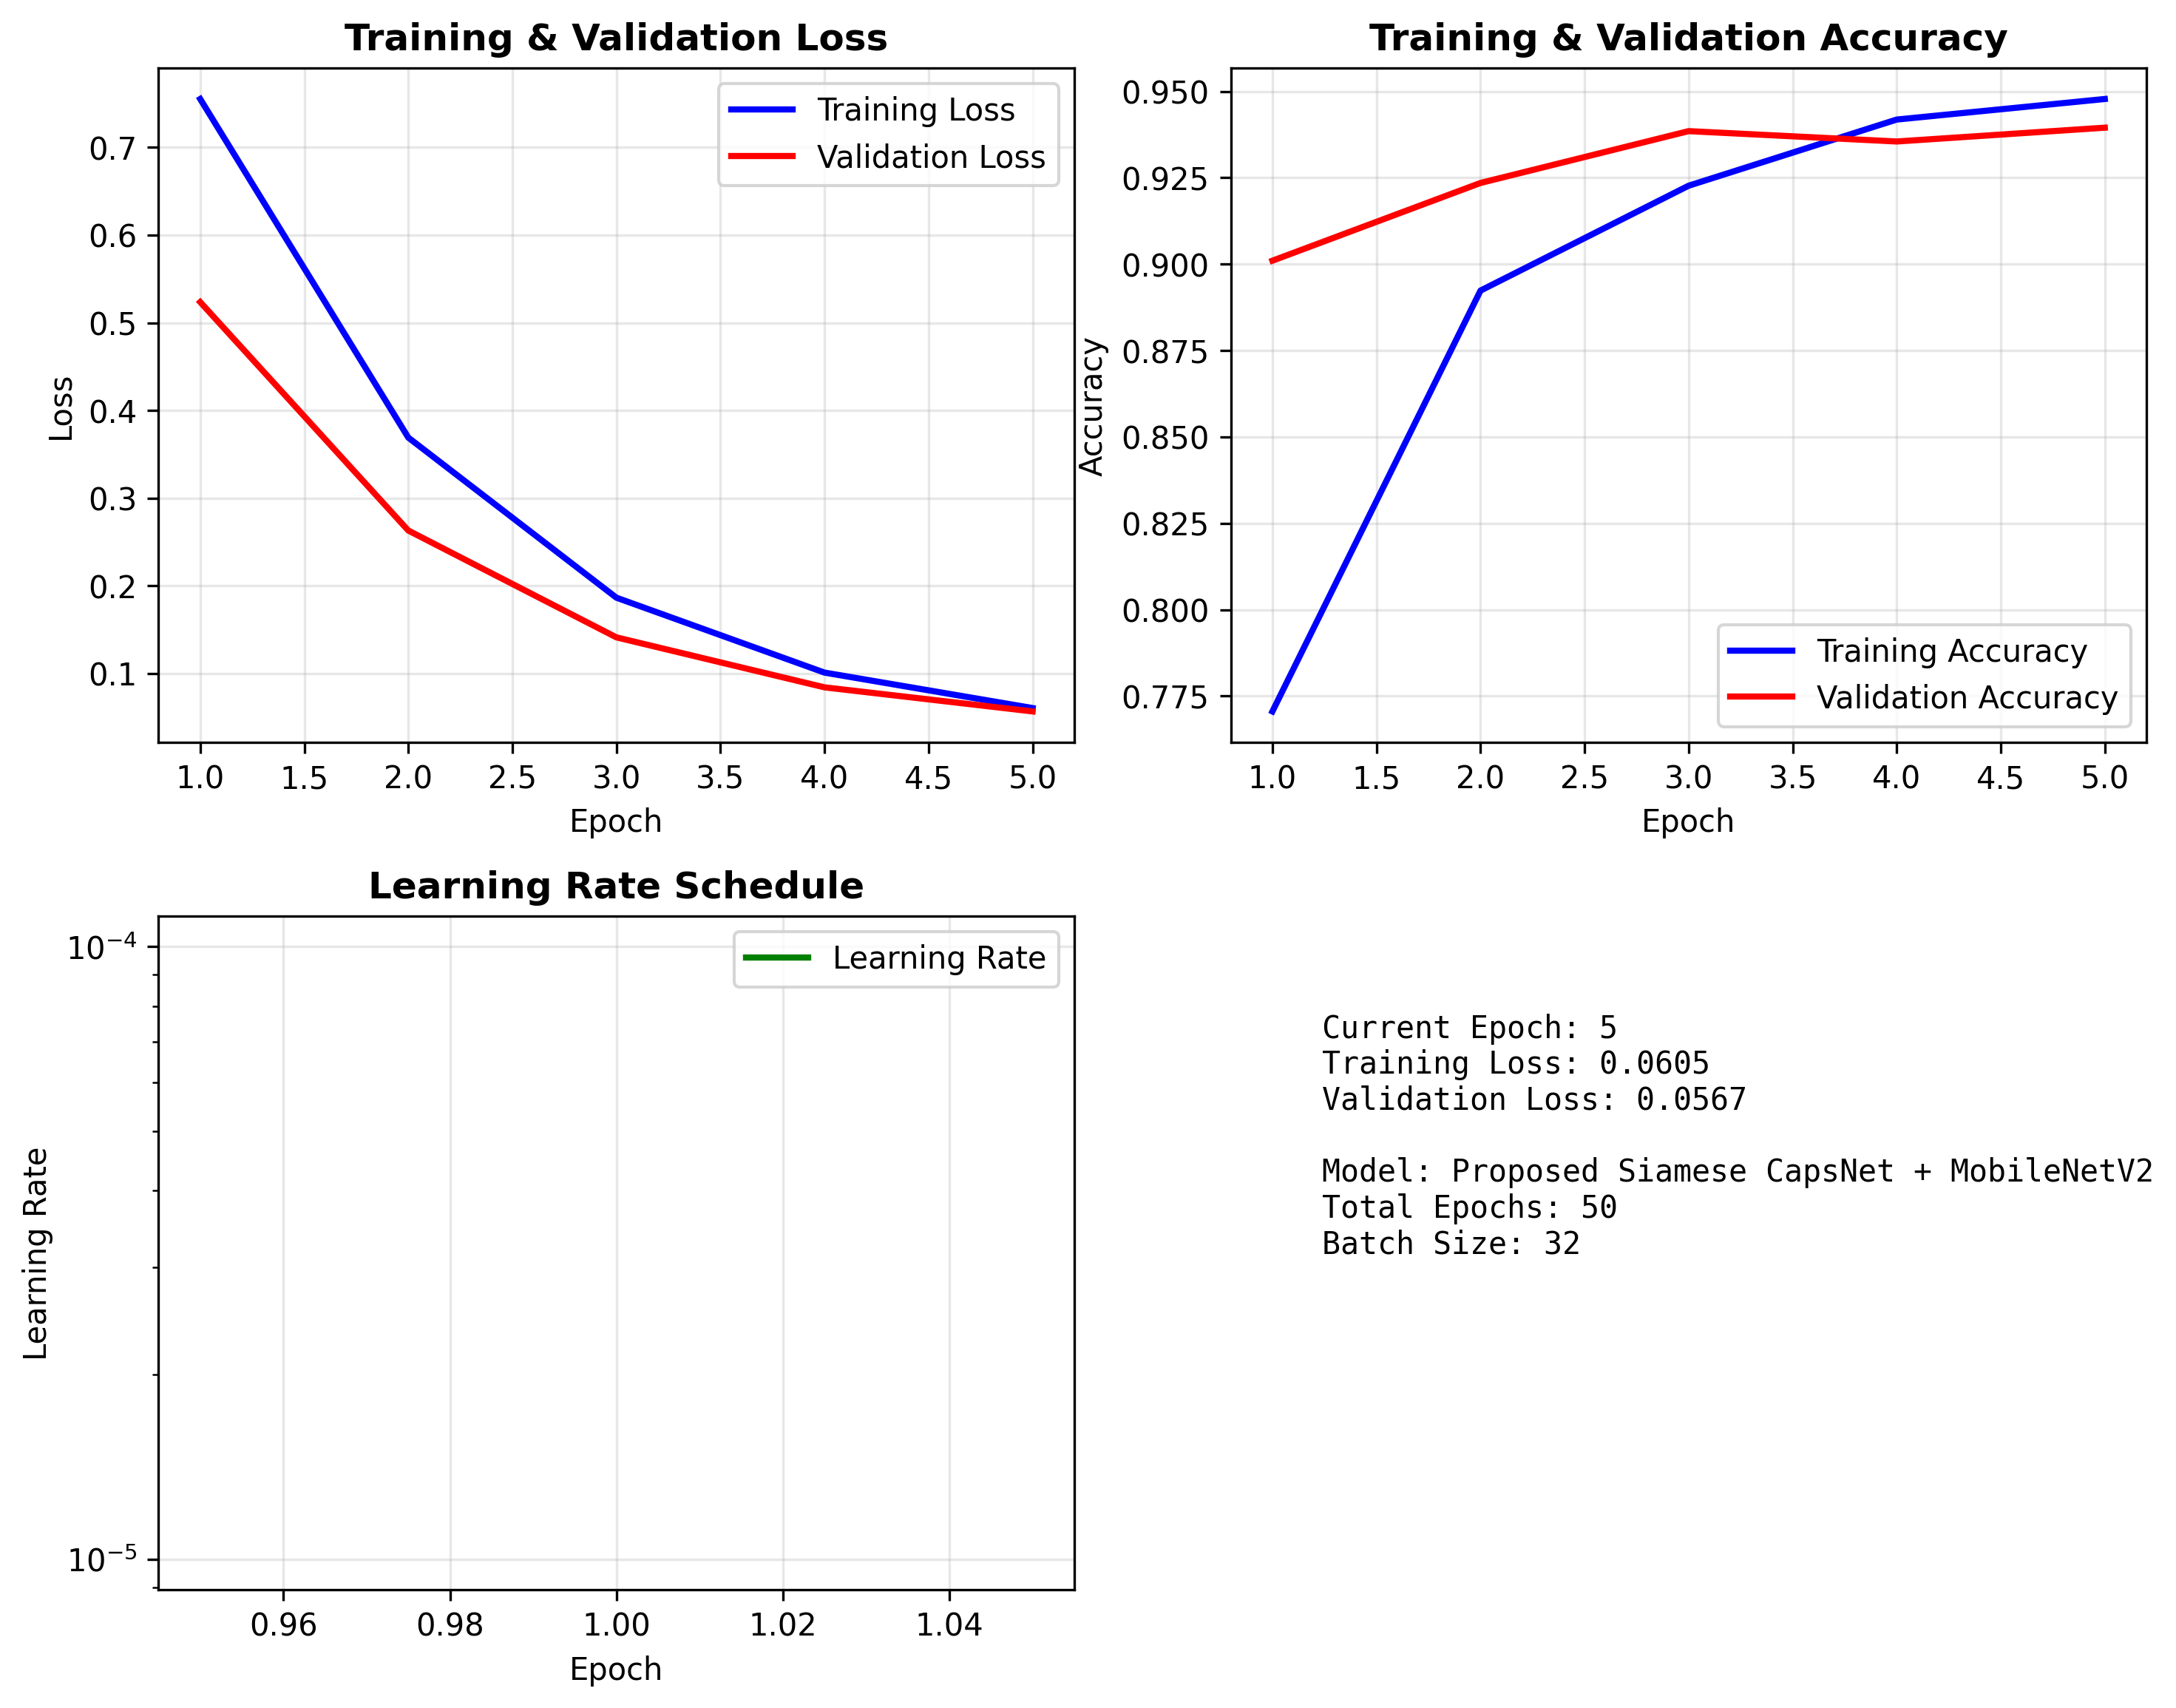 Training & Validation Loss
Loss
0.7
0.6
0.5
0.4
0.3
0.2
0.1
Training Loss
Validation Loss
1.0 1.5 2.0 2.5 3.0 3.5 4.0 4.5 5.0
Epoch
Training & Validation Accuracy
Accuracy
0.950
0.925
0.900
0.875
0.850
0.825
0.800
0.775
Training Accuracy
Validation Accuracy
1.0 1.5 2.0 2.5 3.0 3.5 4.0 4.5 5.0
Epoch
Learning Rate Schedule
Learning Rate
10⁻⁴
10⁻⁵
Learning Rate
0.96 0.98 1.00 1.02 1.04
Epoch
Current Epoch: 5
Training Loss: 0.0605
Validation Loss: 0.0567
Model: Proposed Siamese CapsNet + MobileNetV2
Total Epochs: 50
Batch Size: 32